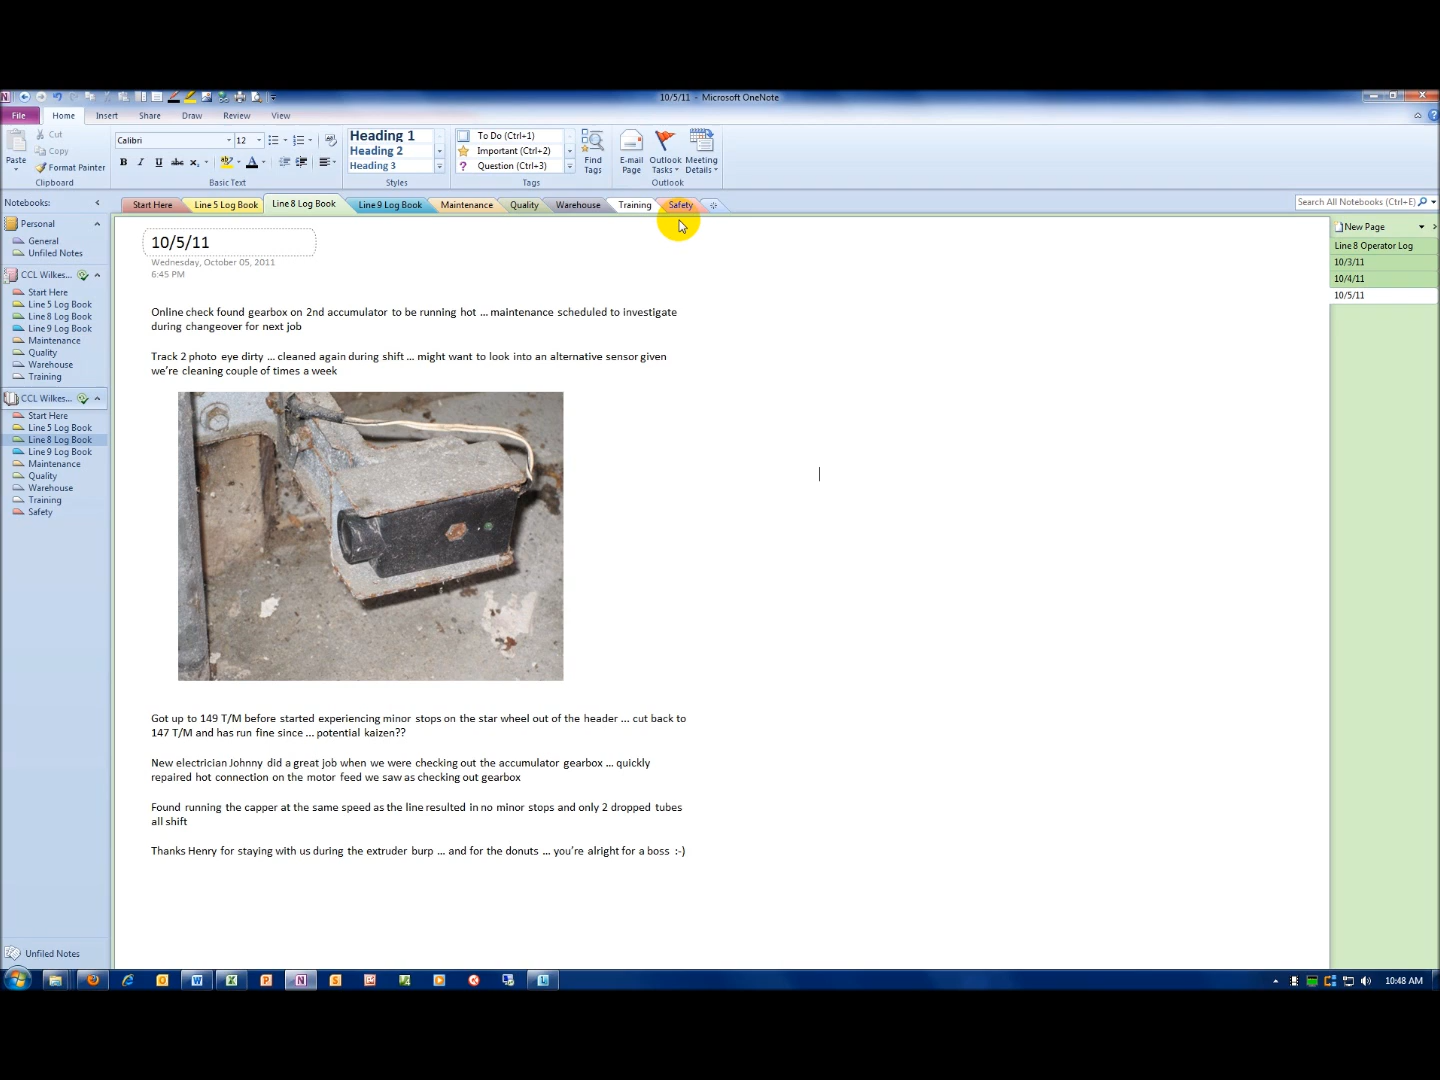 10/5/11 - Microsoft OneNote
File Home Insert Share Draw Review View
Paste
Cut
Copy
Format Painter
Clipboard
Calibri 12
B I U abc x₂ A
Basic Text
Heading 1
Heading 2
Heading 3
Styles
To Do (Ctrl+1)
Important (Ctrl+2)
? Question (Ctrl+3)
Tags
Find
Tags
E-mail
Page
Outlook
Tasks
Meeting
Details
Outlook
Notebooks:
Start Here Line 5 Log Book Line 8 Log Book Line 9 Log Book Maintenance Quality Warehouse Training Safety
Search All Notebooks (Ctrl+E)
Personal
General
Unfiled Notes
CCL Wilkes...
Start Here
Line 5 Log Book
Line 8 Log Book
Line 9 Log Book
Maintenance
Quality
Warehouse
Training
CCL Wilkes...
Start Here
Line 5 Log Book
Line 8 Log Book
Line 9 Log Book
Maintenance
Quality
Warehouse
Training
Safety
Unfiled Notes
10/5/11
Wednesday, October 05, 2011
6:45 PM
Online check found gearbox on 2nd accumulator to be running hot ... maintenance scheduled to investigate
during changeover for next job
Track 2 photo eye dirty ... cleaned again during shift ... might want to look into an alternative sensor given
we're cleaning couple of times a week
Got up to 149 T/M before started experiencing minor stops on the star wheel out of the header ... cut back to
147 T/M and has run fine since ... potential kaizen??
New electrician Johnny did a great job when we were checking out the accumulator gearbox ... quickly
repaired hot connection on the motor feed we saw as checking out gearbox
Found running the capper at the same speed as the line resulted in no minor stops and only 2 dropped tubes
all shift
Thanks Henry for staying with us during the extruder burp ... and for the donuts ... you're alright for a boss :-)
New Page
Line 8 Operator Log
10/3/11
10/4/11
10/5/11
10:48 AM